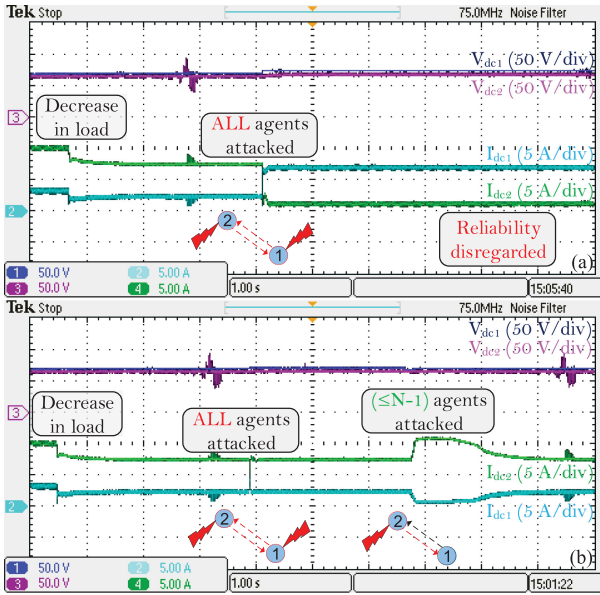 Tek Stop
75.0MHz Noise Filter
Vdc1 (50 V/div)
Vdc2 (50 V/div)
3
Decrease
in load
ALL agents
attacked
Idc1 (5 A/div)
Idc2 (5 A/div)
2
2
1
Reliability
disregarded
(a)
1 50.0 V 2 5.00 A
3 50.0 V 4 5.00 A
1.00 s
15:05:40
Tek Stop
75.0MHz Noise Filter
Vdc1 (50 V/div)
Vdc2 (50 V/div)
3
Decrease
in load
ALL agents
attacked
(≤N-1) agents
attacked
Idc2 (5 A/div)
2
Idc1 (5 A/div)
2
1
2
1
(b)
1 50.0 V 2 5.00 A
3 50.0 V 4 5.00 A
1.00 s
15:01:22